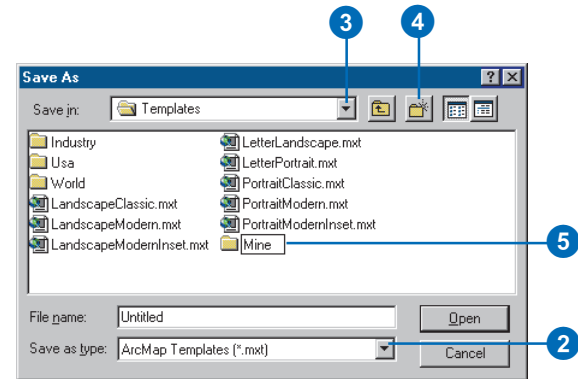 3 4
Save As
Save in: Templates
Industry LetterLandscape.mxt
Usa LetterPortrait.mxt
World PortraitClassic.mxt
LandscapeClassic.mxt PortraitModern.mxt
LandscapeModern.mxt PortraitModernInset.mxt
LandscapeModernInset.mxt Mine 5
File name: Untitled Open
Save as type: ArcMap Templates (*.mxt) 2 Cancel